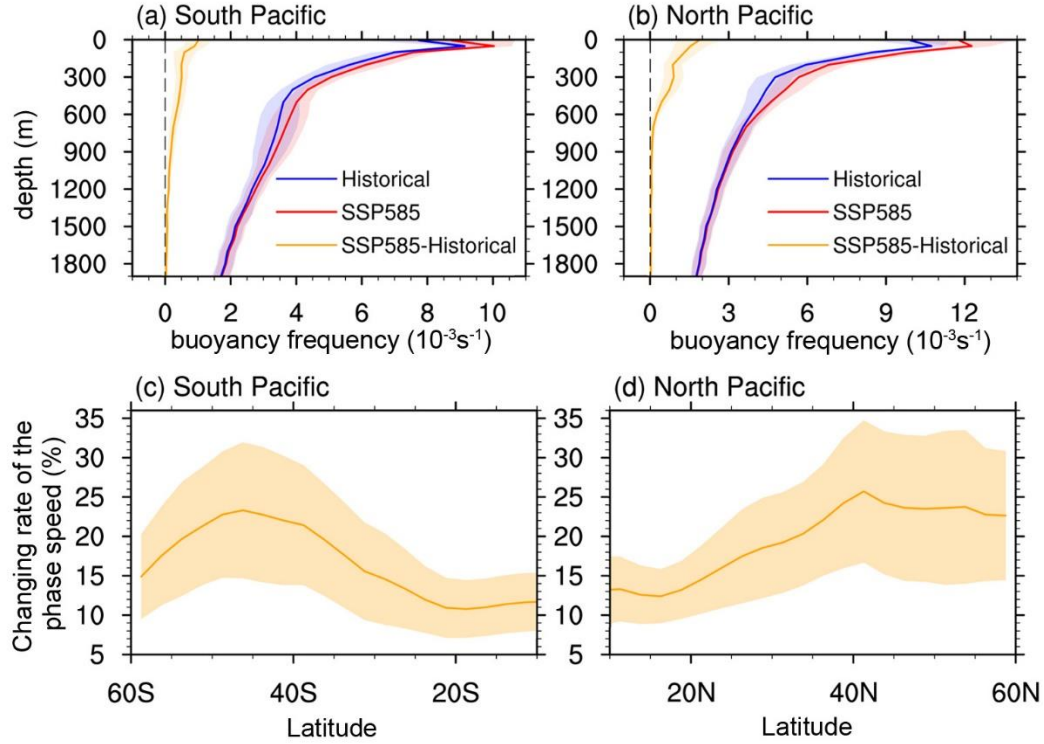 (a) South Pacific
(b) North Pacific
0
300
600
900
1200
1500
1800
depth (m)
Historical
SSP585
SSP585-Historical
0 2 4 6 8 10
buoyancy frequency (10⁻³s⁻¹)
0
300
600
900
1200
1500
1800
Historical
SSP585
SSP585-Historical
0 3 6 9 12
buoyancy frequency (10⁻³s⁻¹)
(c) South Pacific
(d) North Pacific
35
30
25
20
15
10
5
Changing rate of the
phase speed (%)
60S 40S 20S
Latitude
35
30
25
20
15
10
5
20N 40N 60N
Latitude